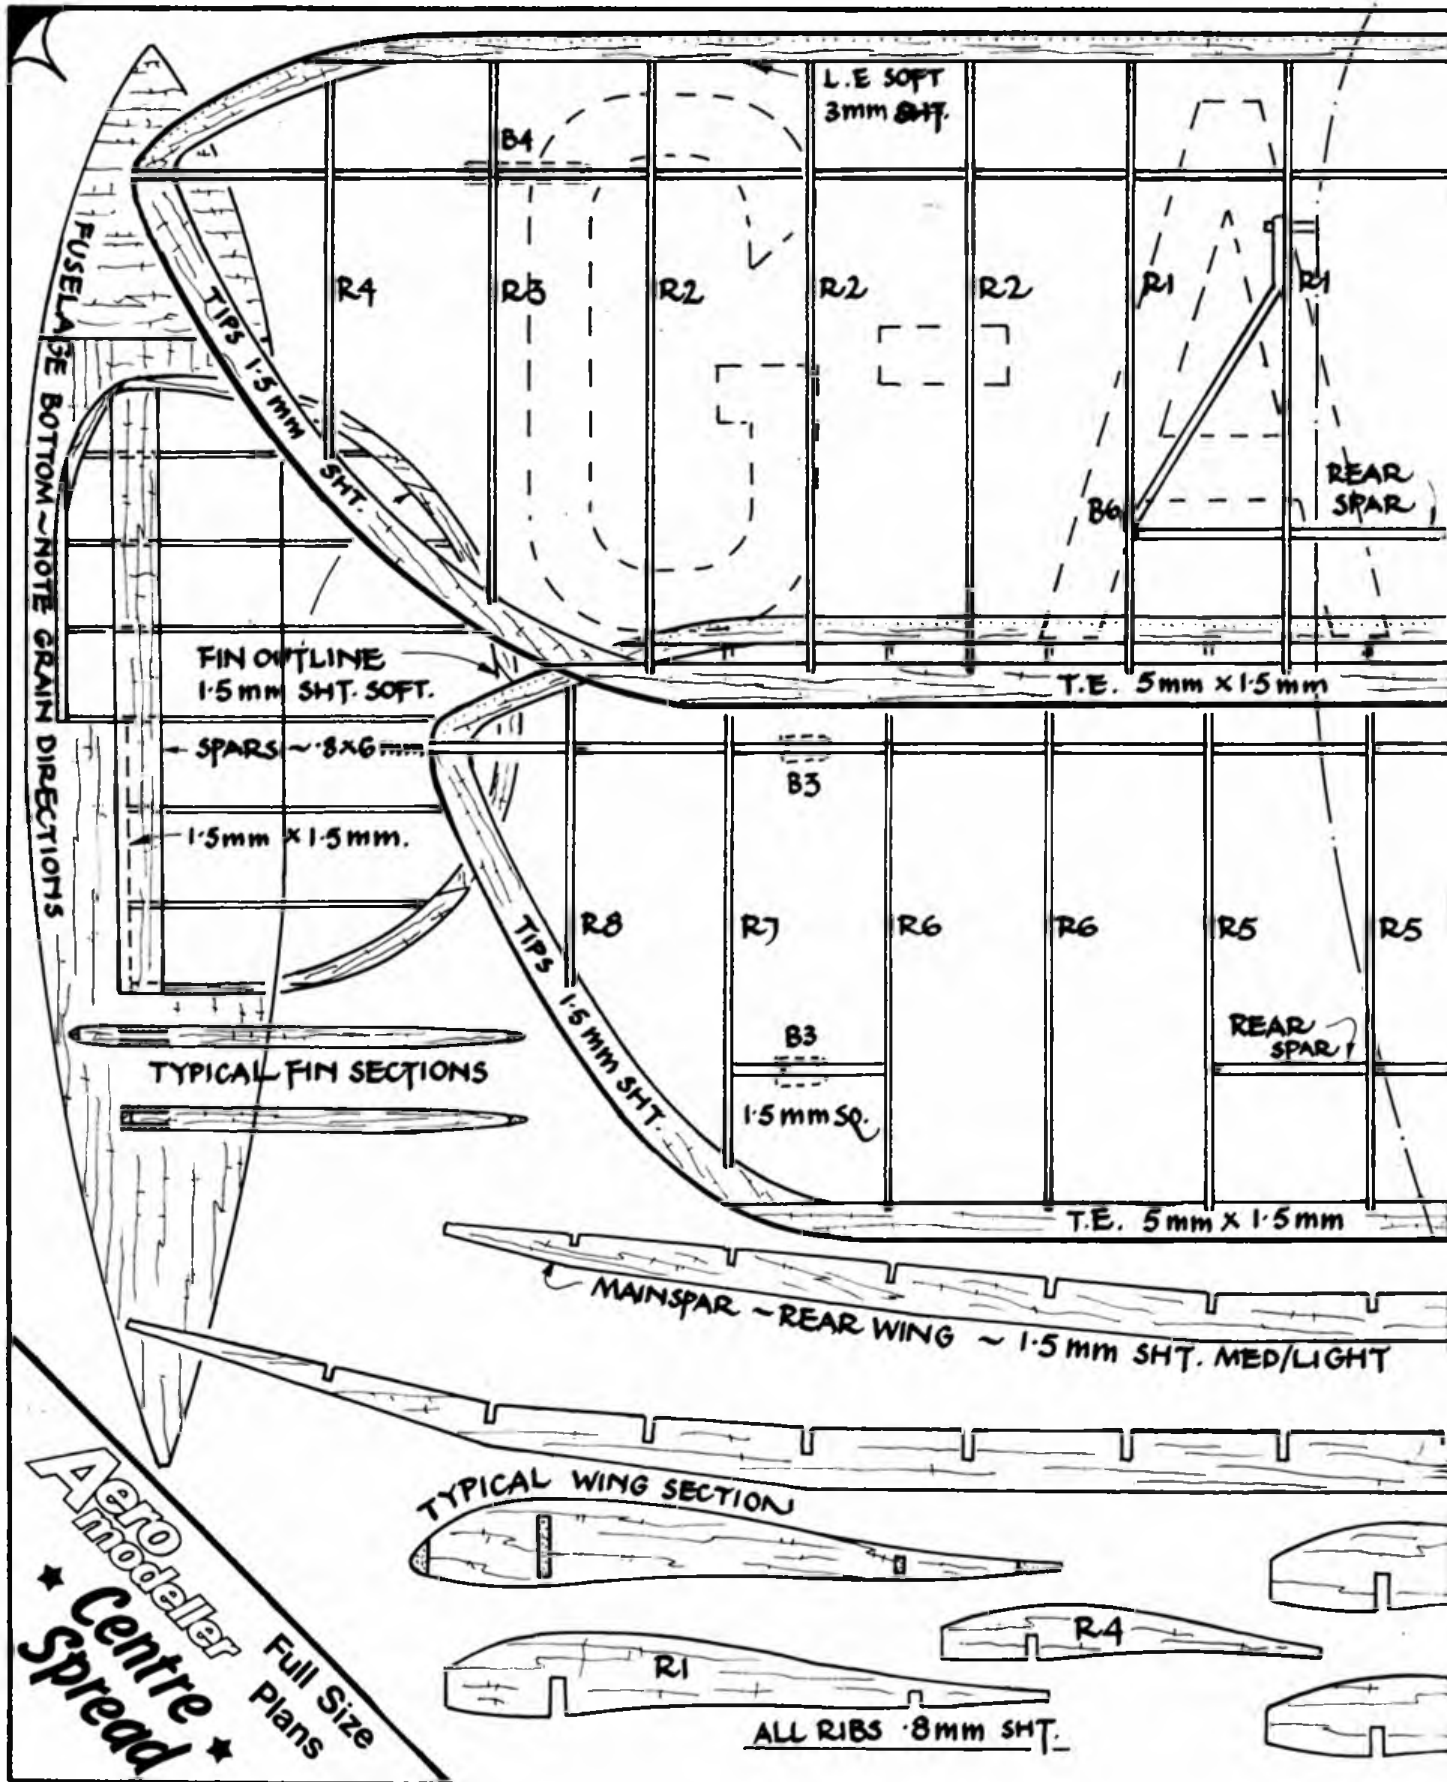 L.E SOFT
3mm SHT.
B4
R4
R3
R2
R2
R2
R1
R1
FUSELAGE BOTTOM ~ NOTE GRAIN DIRECTIONS
TIPS 1.5mm SHT.
B6
REAR
SPAR
FIN OUTLINE
1.5mm SHT. SOFT.
T.E. 5mm x 1.5mm
SPARS ~ .8x6
B3
1.5mm x 1.5mm.
R8
R7
R6
R6
R5
R5
TIPS 1.5mm SHT.
B3
REAR
SPAR
TYPICAL FIN SECTIONS
1.5mm SQ.
T.E. 5mm x 1.5mm
MAINSPAR ~ REAR WING ~ 1.5mm SHT. MED/LIGHT
TYPICAL WING SECTION
R4
R1
ALL RIBS .8mm SHT.
Aero
modeller
Centre
Spread
Full Size
Plans